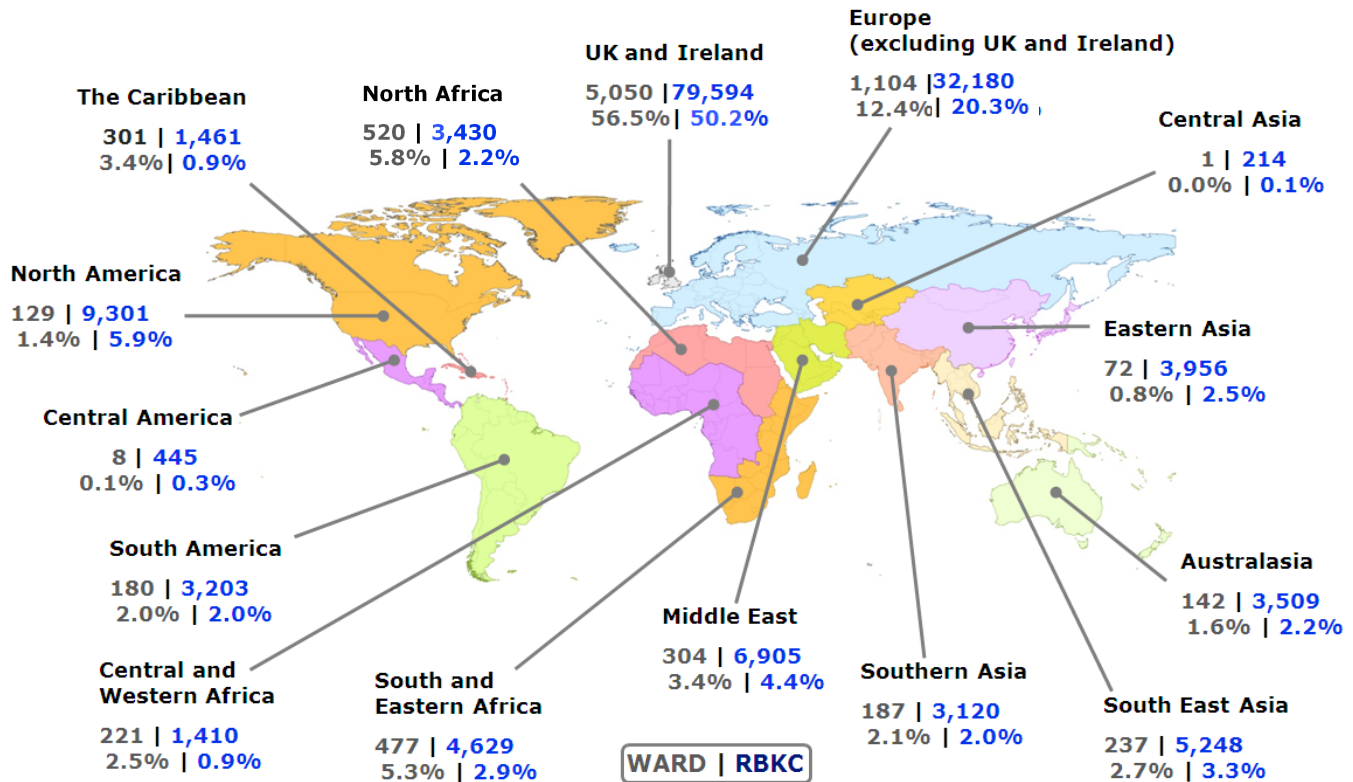 Europe
(excluding UK and Ireland)
1,104 |32,180
12.4%| 20.3%
UK and Ireland
5,050 |79,594
56.5%| 50.2%
North Africa
520 | 3,430
5.8% | 2.2%
The Caribbean
301 | 1,461
3.4%| 0.9%
Central Asia
1 | 214
0.0% | 0.1%
North America
129 | 9,301
1.4% | 5.9%
Eastern Asia
72 | 3,956
0.8% | 2.5%
Central America
8 | 445
0.1% | 0.3%
South America
180 | 3,203
2.0% | 2.0%
Australasia
142 | 3,509
1.6% | 2.2%
Middle East
304 | 6,905
3.4% | 4.4%
Central and
Western Africa
221 | 1,410
2.5% | 0.9%
South and
Eastern Africa
477 | 4,629
5.3% | 2.9%
Southern Asia
187 | 3,120
2.1% | 2.0%
South East Asia
237 | 5,248
2.7% | 3.3%
WARD | RBKC